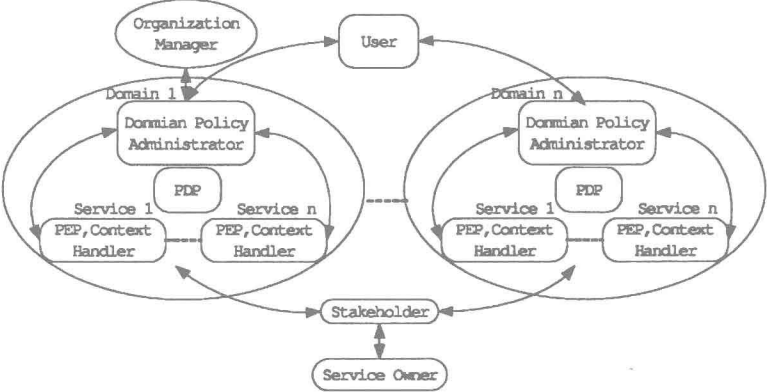 Organization
Manager
User
Domain 1
Domain n
Donmian Policy
Administrator
Donmian Policy
Administrator
PDP
PDP
Service 1
Service n
Service 1
Service n
PEP,Context
Handler
PEP,Context
Handler
PEP,Context
Handler
PEP,Context
Handler
Stakeholder
Service Owner